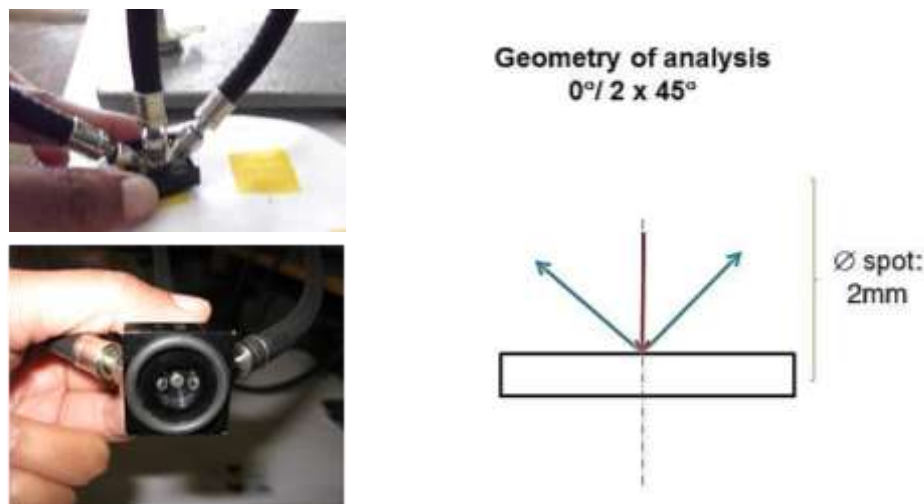 Geometry of analysis
0°/ 2 x 45°
∅ spot:
2mm